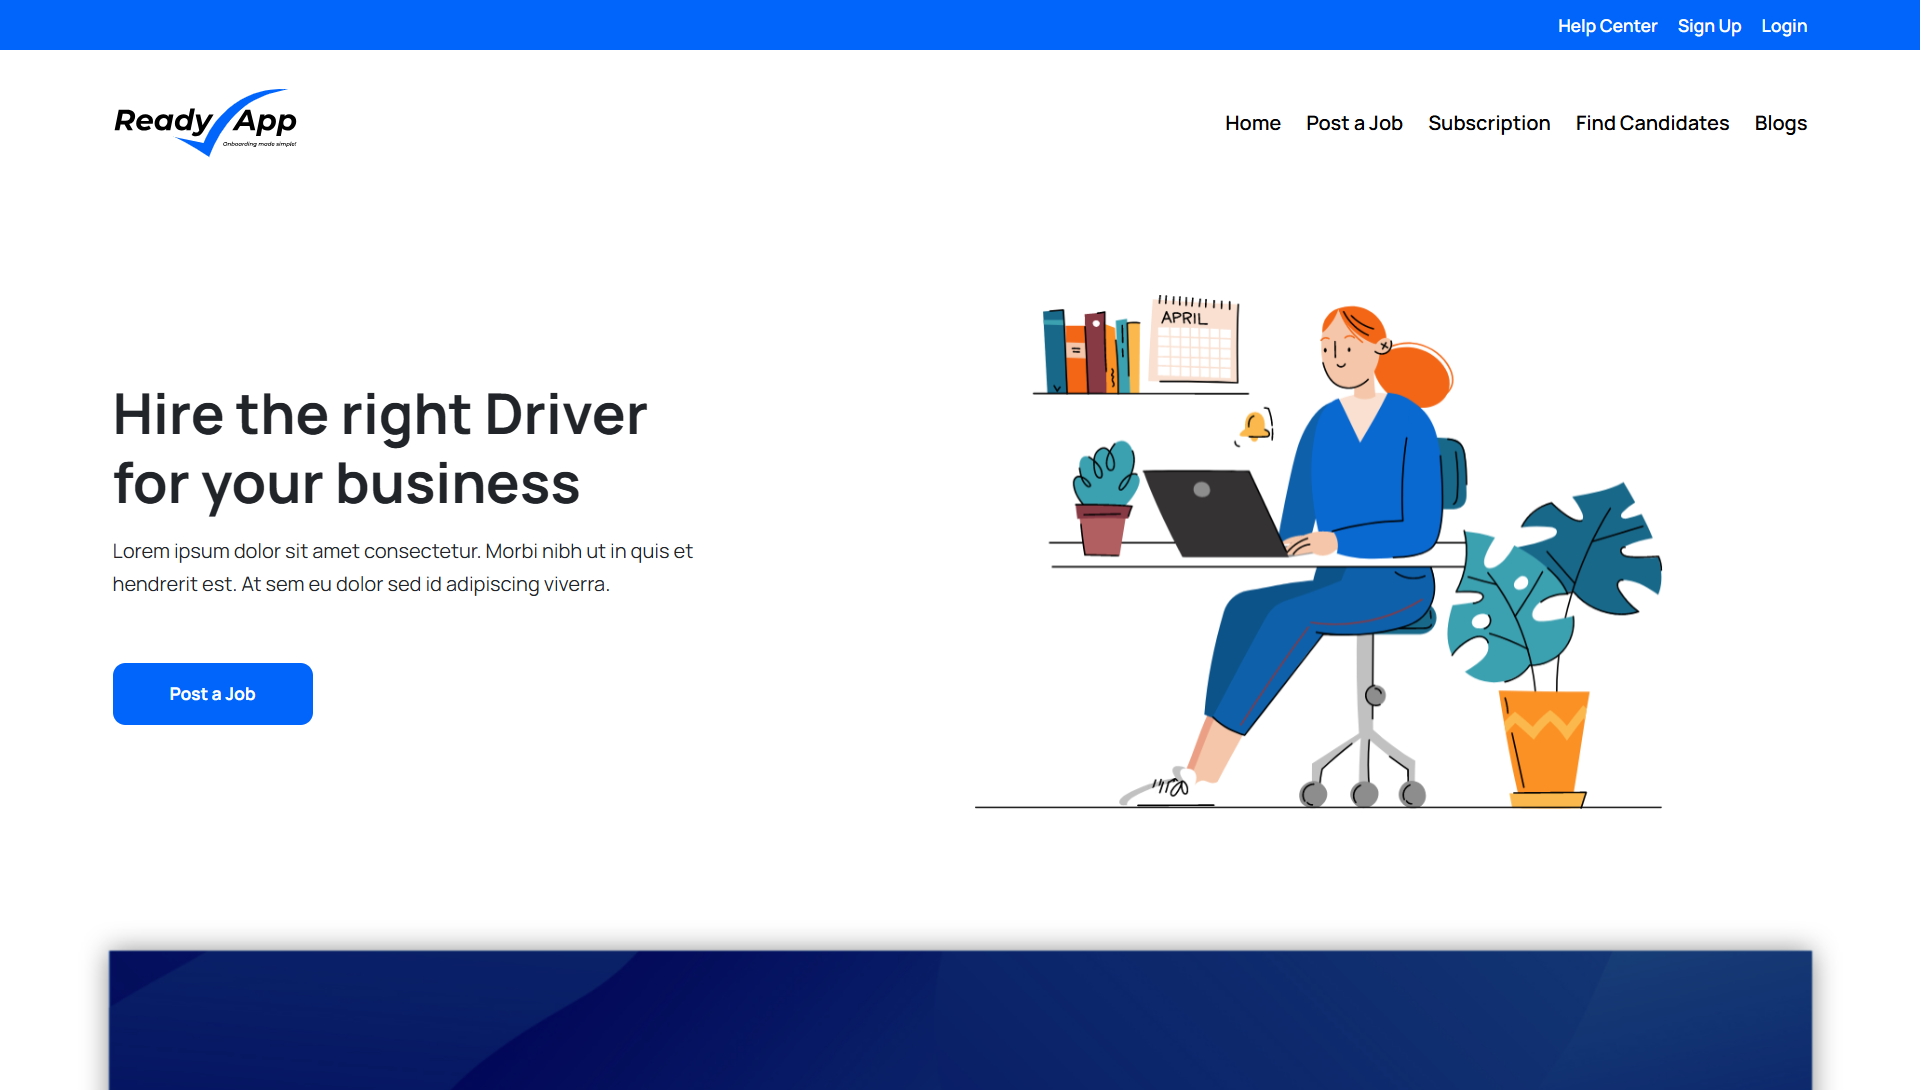 Help Center Sign Up Login
Ready App
Onboarding made simple!
Home Post a Job Subscription Find Candidates Blogs
APRIL
Hire the right Driver
for your business
Lorem ipsum dolor sit amet consectetur. Morbi nibh ut in quis et
hendrerit est. At sem eu dolor sed id adipiscing viverra.
Post a Job